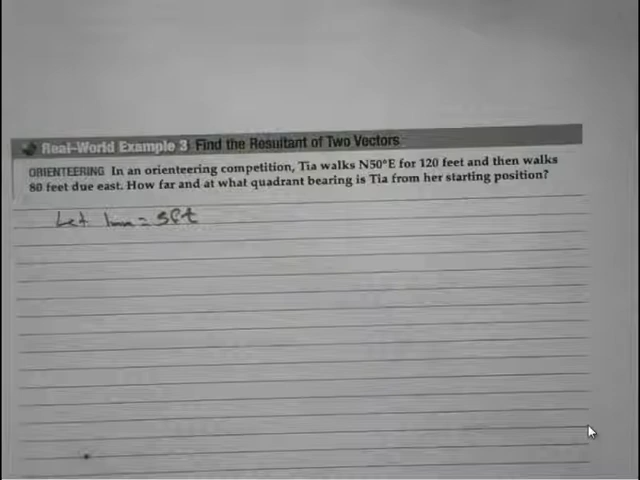 Real-World Example 3 Find the Resultant of Two Vectors
ORIENTEERING In an orienteering competition, Tia walks N50°E for 120 feet and then walks
80 feet due east. How far and at what quadrant bearing is Tia from her starting position?
Let 1mm = 5ft